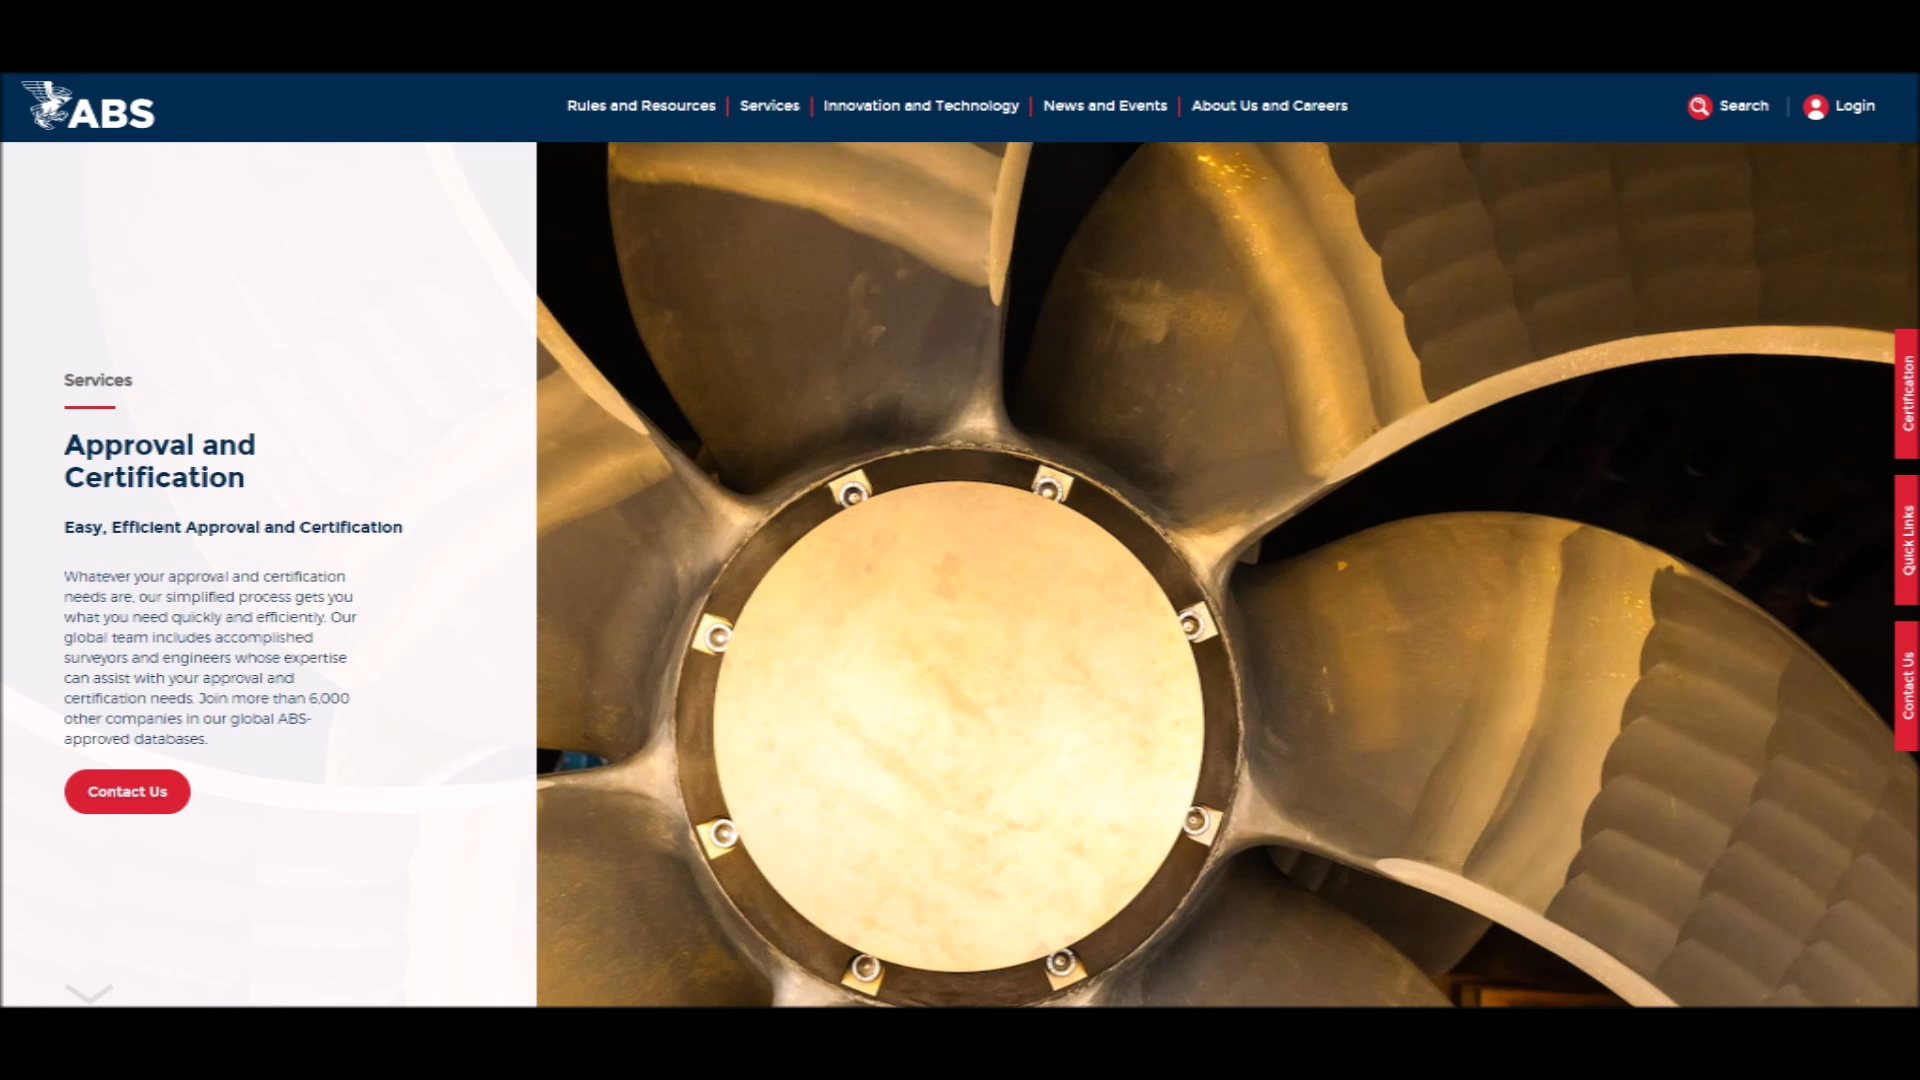 ABS
Rules and Resources
Services
Innovation and Technology
News and Events
About Us and Careers
Search
Login
Services
Approval and
Certification
Easy, Efficient Approval and Certification
Whatever your approval and certification
needs are, our simplified process gets you
what you need quickly and efficiently. Our
global team includes accomplished
surveyors and engineers whose expertise
can assist with your approval and
certification needs. Join more than 6,000
other companies in our global ABS-
approved databases.
Contact Us
Certification
Quick Links
Contact Us